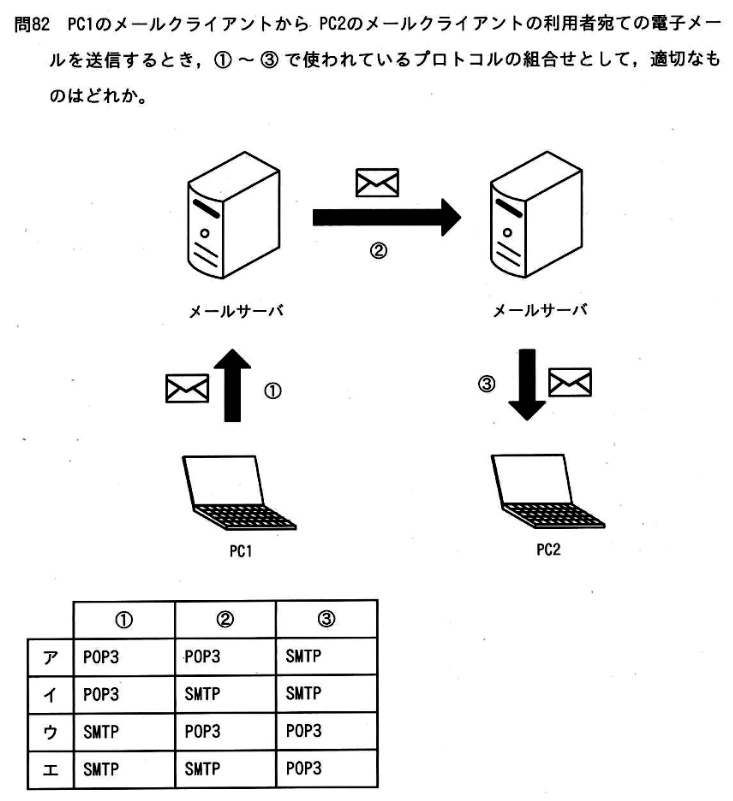 問82 PC1のメールクライアントから PC2のメールクライアントの利用者宛ての電子メー
ルを送信するとき，①～③で使われているプロトコルの組合せとして，適切なも
のはどれか。
②
メールサーバ
メールサーバ
①
③
PC1
PC2
① ② ③
ア POP3 POP3 SMTP
イ POP3 SMTP SMTP
ウ SMTP POP3 POP3
エ SMTP SMTP POP3